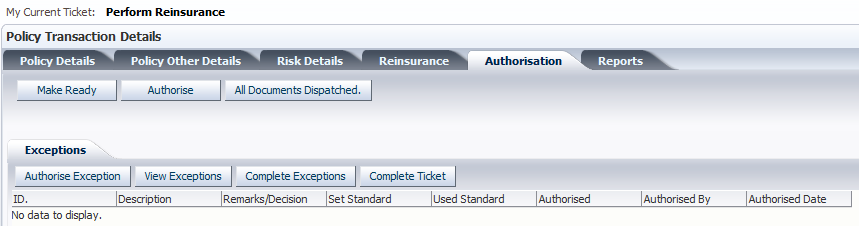 My Current Ticket: Perform Reinsurance
Policy Transaction Details
Policy Details Policy Other Details Risk Details Reinsurance Authorisation Reports
Make Ready Authorise All Documents Dispatched.
Exceptions
Authorise Exception View Exceptions Complete Exceptions Complete Ticket
ID. Description Remarks/Decision Set Standard Used Standard Authorised Authorised By Authorised Date
No data to display.